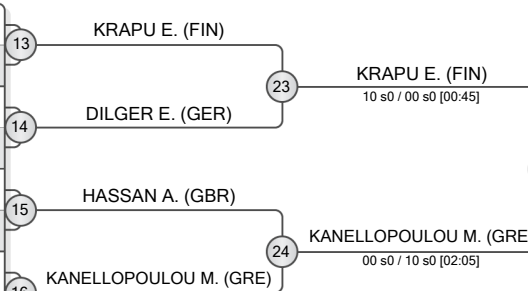 13
KRAPU E. (FIN)
23
KRAPU E. (FIN)
10 s0 / 00 s0 [00:45]
14
DILGER E. (GER)
15
HASSAN A. (GBR)
24
KANELLOPOULOU M. (GRE
00 s0 / 10 s0 [02:05]
16
KANELLOPOULOU M. (GRE)